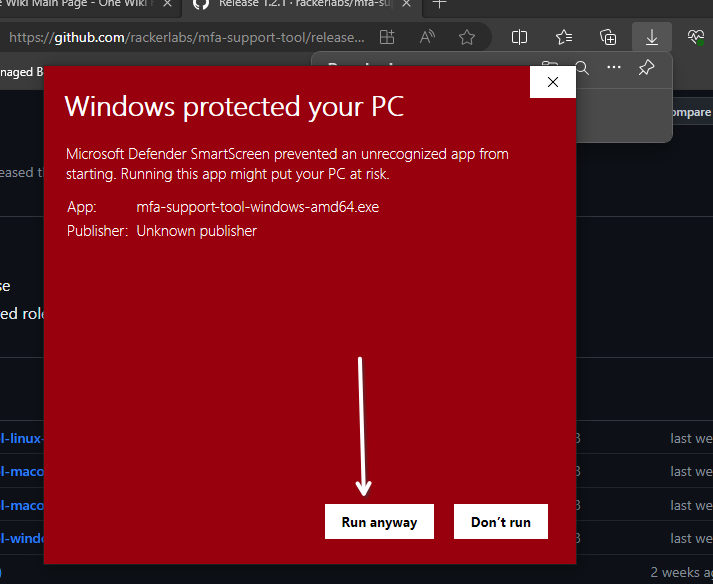 Wiki Main Page - One Wiki
Release 1.2.1 · rackerlabs/mfa-su
https://github.com/rackerlabs/mfa-support-tool/release...
naged B
Windows protected your PC
ompare
Microsoft Defender SmartScreen prevented an unrecognized app from
starting. Running this app might put your PC at risk.
eased t
App: mfa-support-tool-windows-amd64.exe
Publisher: Unknown publisher
se
ed role
l-linux-
3
last we
l-maco
3
last we
l-maco
3
last we
Run anyway
Don't run
l-windo
3
last we
)
2 weeks a